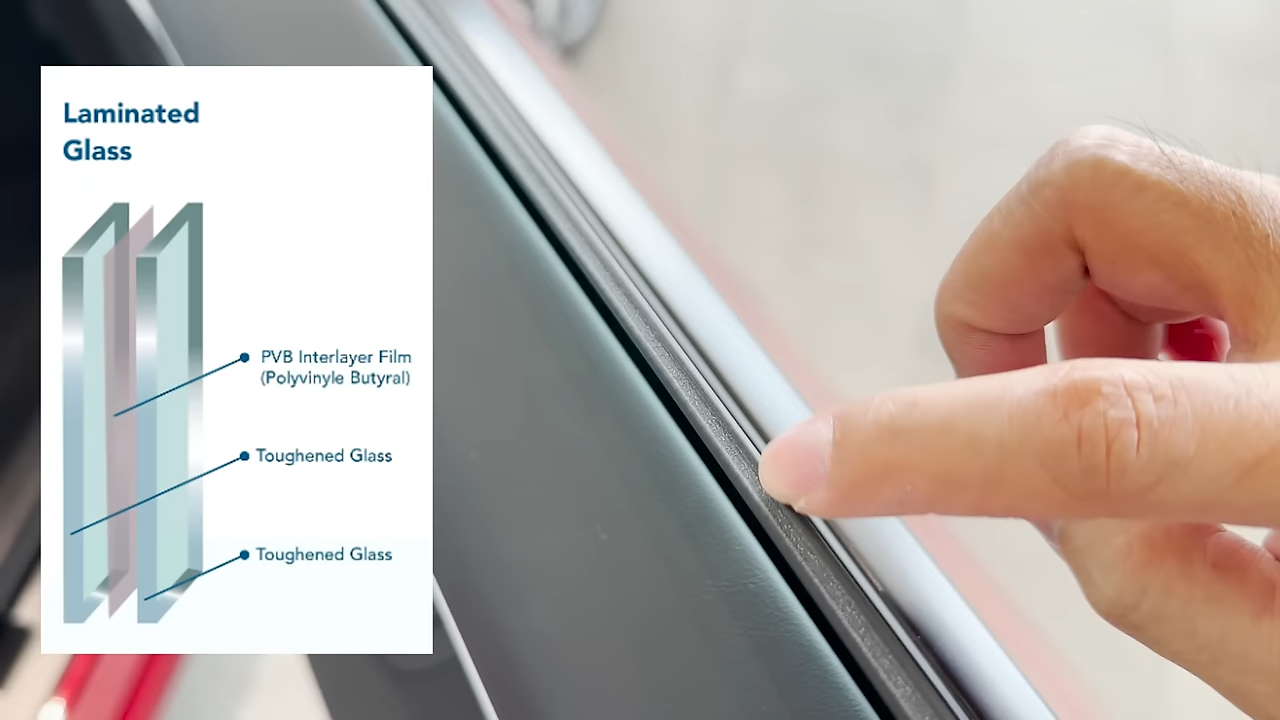 Laminated
Glass
PVB Interlayer Film
(Polyvinyle Butyral)
Toughened Glass
Toughened Glass